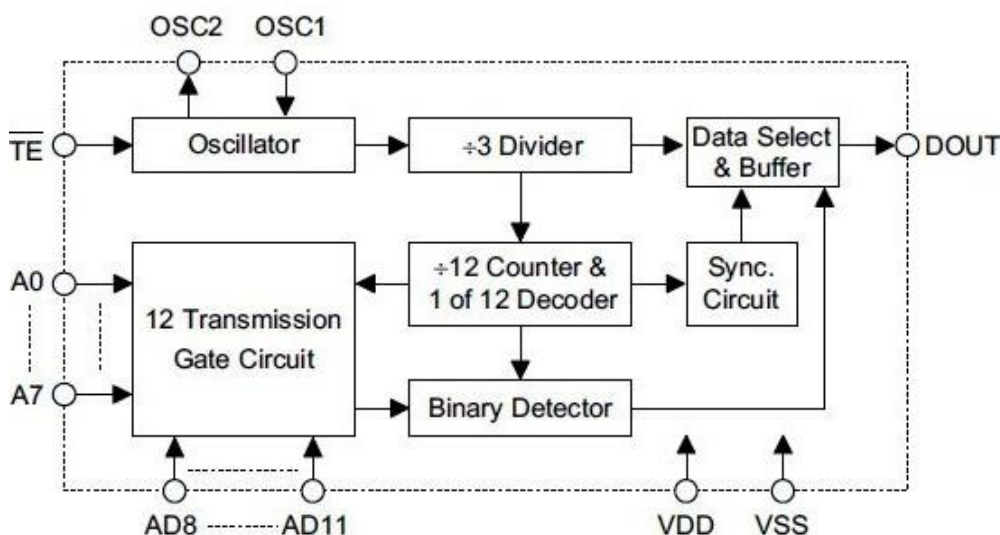 OSC2 OSC1
TE Oscillator ÷3 Divider Data Select
& Buffer DOUT
A0 ÷12 Counter &
1 of 12 Decoder Sync.
Circuit
12 Transmission
Gate Circuit
A7 Binary Detector
AD8 AD11 VDD VSS